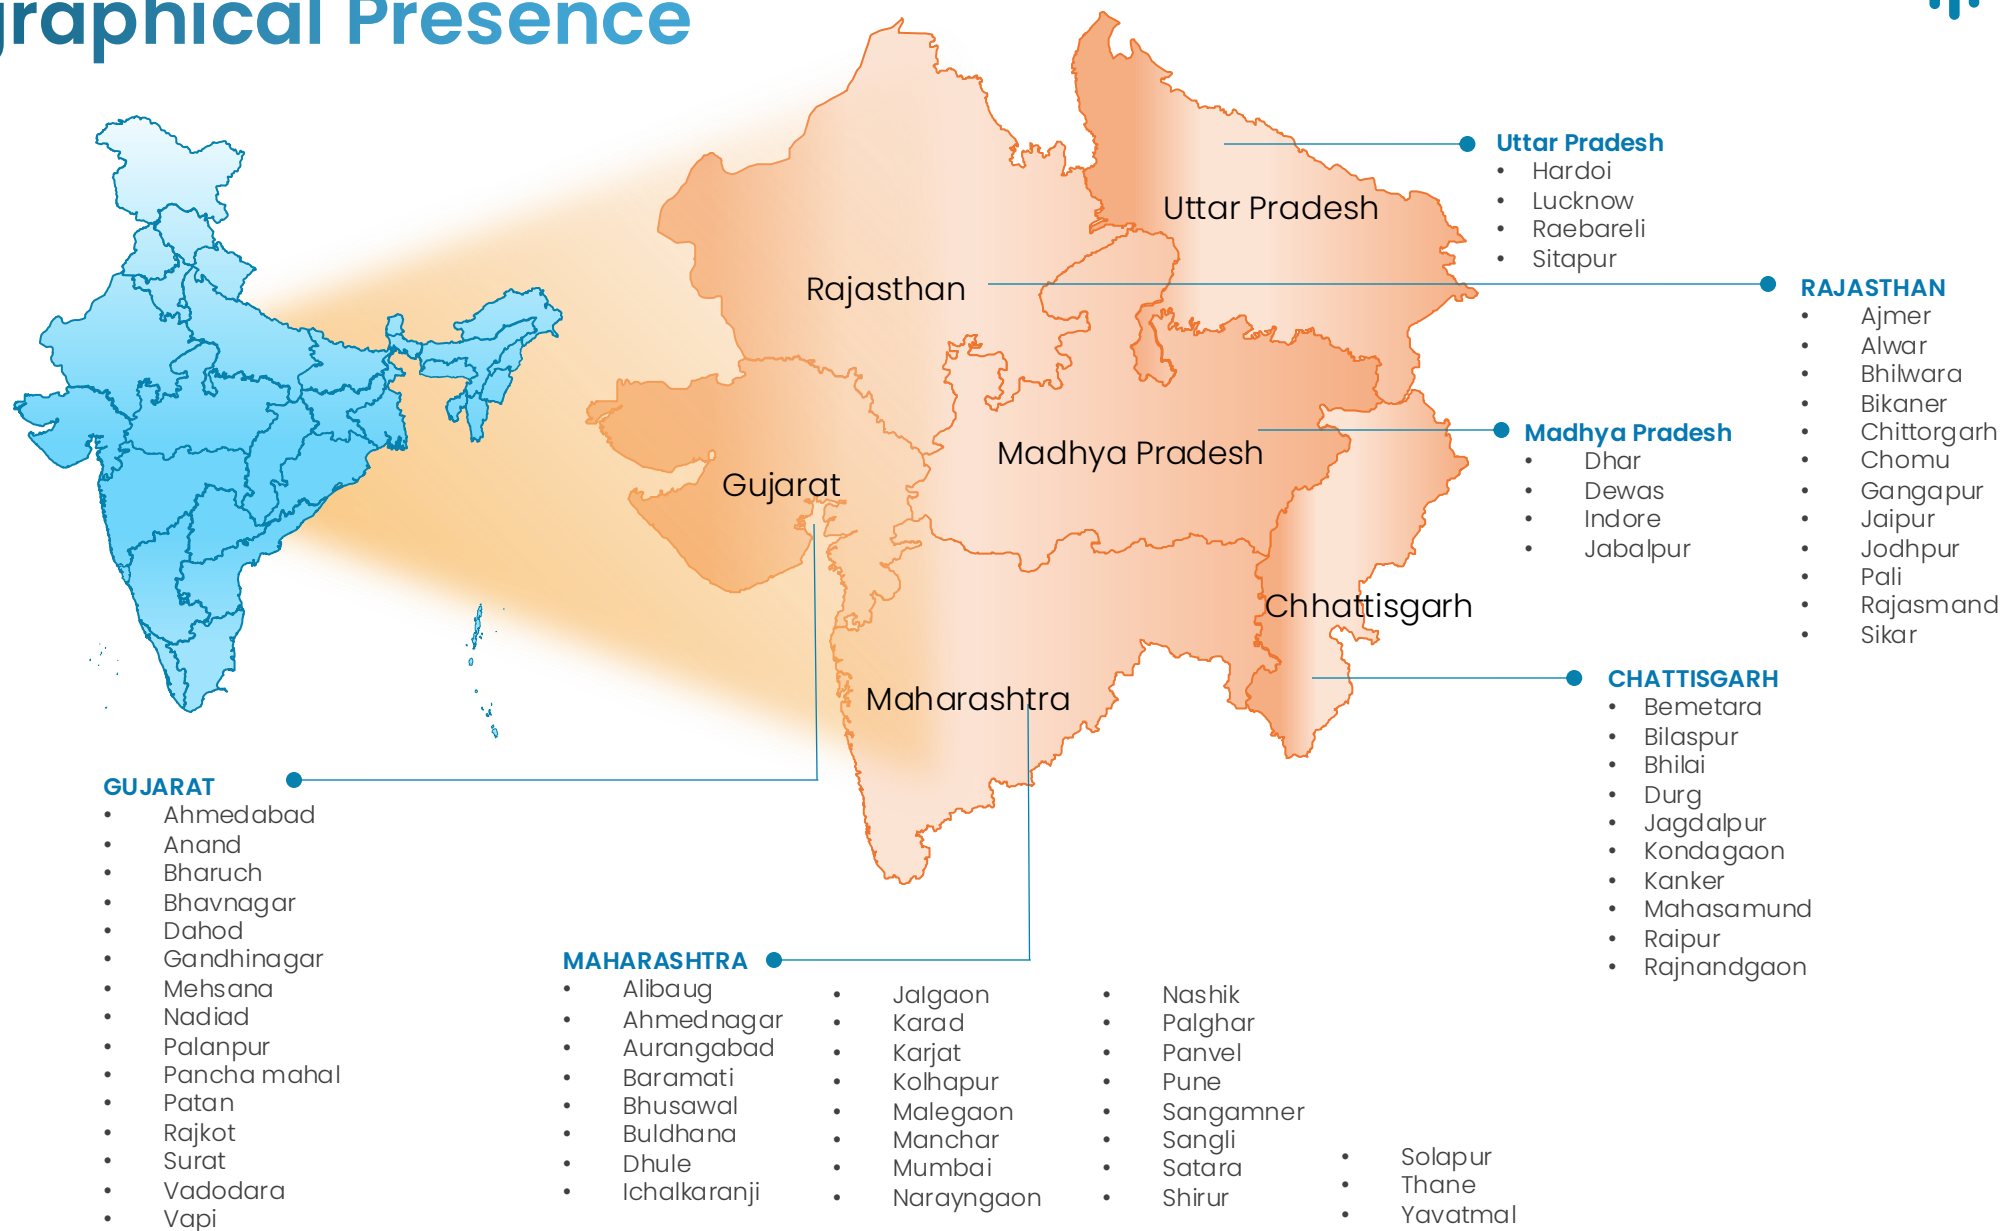 graphical Presence
Uttar Pradesh
Rajasthan
Madhya Pradesh
Gujarat
Chhattisgarh
Maharashtra
Uttar Pradesh
• Hardoi
• Lucknow
• Raebareli
• Sitapur
RAJASTHAN
• Ajmer
• Alwar
• Bhilwara
• Bikaner
• Chittorgarh
• Chomu
• Gangapur
• Jaipur
• Jodhpur
• Pali
• Rajasmand
• Sikar
Madhya Pradesh
• Dhar
• Dewas
• Indore
• Jabalpur
CHATTISGARH
• Bemetara
• Bilaspur
• Bhilai
• Durg
• Jagdalpur
• Kondagaon
• Kanker
• Mahasamund
• Raipur
• Rajnandgaon
GUJARAT
• Ahmedabad
• Anand
• Bharuch
• Bhavnagar
• Dahod
• Gandhinagar
• Mehsana
• Nadiad
• Palanpur
• Pancha mahal
• Patan
• Rajkot
• Surat
• Vadodara
• Vapi
MAHARASHTRA
• Alibaug
• Ahmednagar
• Aurangabad
• Baramati
• Bhusawal
• Buldhana
• Dhule
• Ichalkaranji
• Jalgaon
• Karad
• Karjat
• Kolhapur
• Malegaon
• Manchar
• Mumbai
• Narayngaon
• Nashik
• Palghar
• Panvel
• Pune
• Sangamner
• Sangli
• Satara
• Shirur
• Solapur
• Thane
• Yavatmal